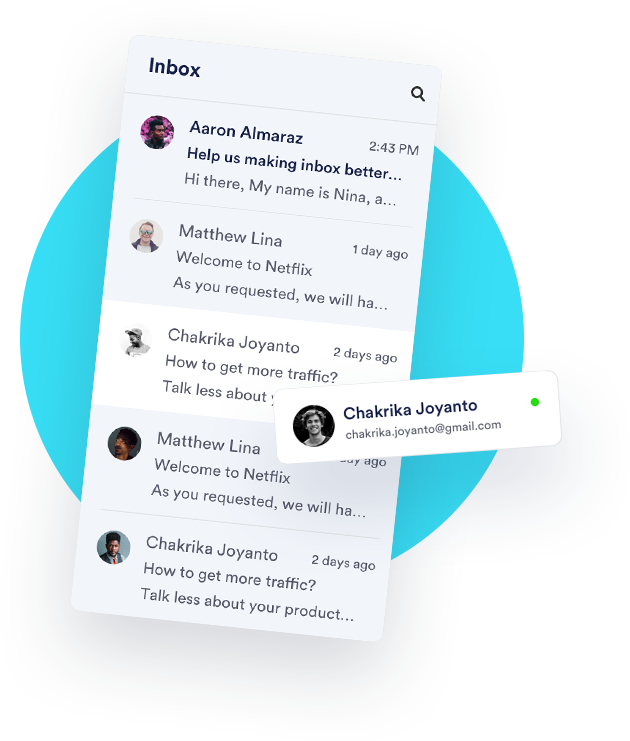 Inbox
Aaron Almaraz
2:43 PM
Help us making inbox better...
Hi there, My name is Nina, a...
Matthew Lina
1 day ago
Welcome to Netflix
As you requested, we will ha...
Chakrika Joyanto
2 days ago
How to get more traffic?
Talk less about
Chakrika Joyanto
chakrika.joyanto@gmail.com
Matthew Lina
day ago
Welcome to Netflix
As you requested, we will ha...
Chakrika Joyanto
2 days ago
How to get more traffic?
Talk less about your product...